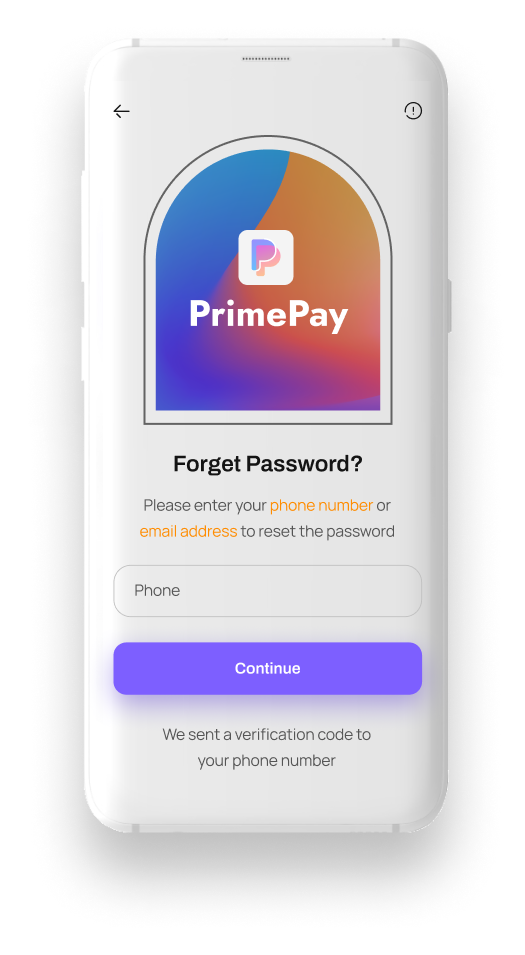 PrimePay
Forget Password?
Please enter your phone number or
email address to reset the password
Phone
Continue
We sent a verification code to
your phone number